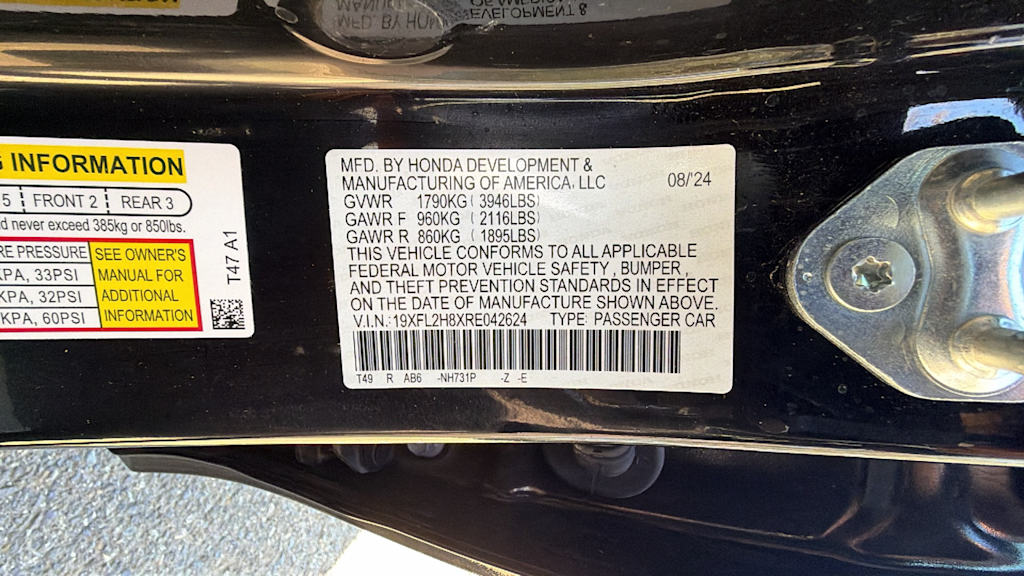 G INFORMATION
5 FRONT 2 REAR 3
d never exceed 385kg or 850lbs.
RE PRESSURE
KPA, 33PSI
KPA, 32PSI
KPA, 60PSI
SEE OWNER'S
MANUAL FOR
ADDITIONAL
INFORMATION
T47 A1
MFD. BY HONDA DEVELOPMENT &
MANUFACTURING OF AMERICA, LLC 08/'24
GVWR 1790KG ( 3946LBS)
GAWR F 960KG ( 2116LBS)
GAWR R 860KG ( 1895LBS)
THIS VEHICLE CONFORMS TO ALL APPLICABLE
FEDERAL MOTOR VEHICLE SAFETY, BUMPER,
AND THEFT PREVENTION STANDARDS IN EFFECT
ON THE DATE OF MANUFACTURE SHOWN ABOVE.
V.I.N.: 19XFL2H8XRE042624 TYPE: PASSENGER CAR
T49 R AB6 -NH731P -Z -E